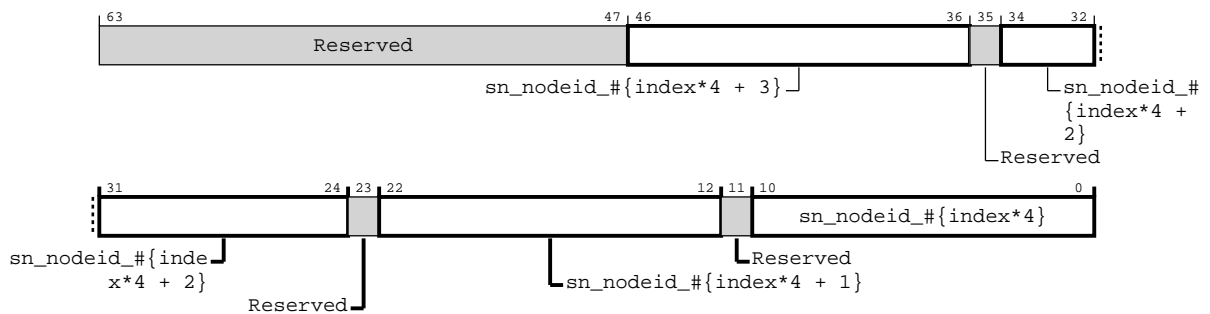 63 47 46 36 35 34 32
Reserved
sn_nodeid_#{index*4 + 3}
sn_nodeid_#
{index*4 +
2}
Reserved
31 24 23 22 12 11 10 0
sn_nodeid_#{index*4}
sn_nodeid_#{inde
x*4 + 2}
Reserved
sn_nodeid_#{index*4 + 1}
Reserved